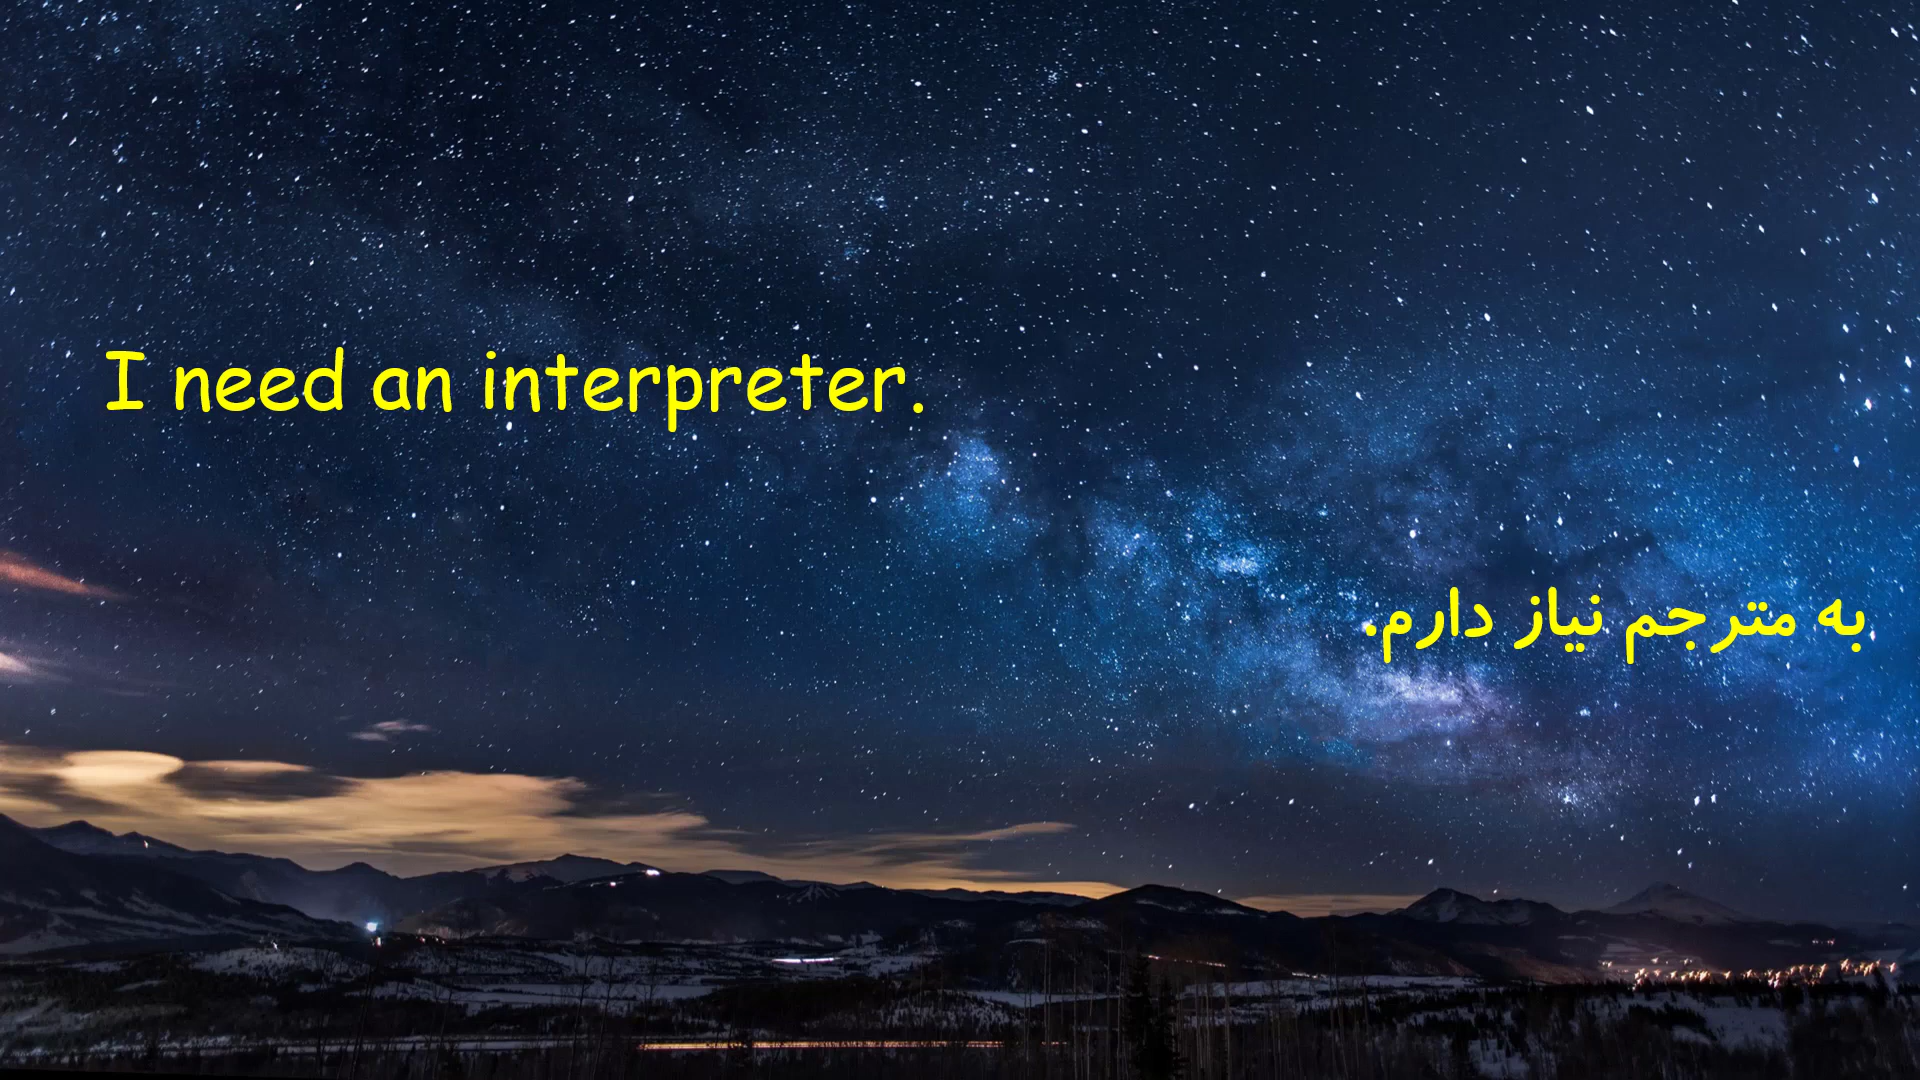 I need an interpreter.
به مترجم نیاز دارم.